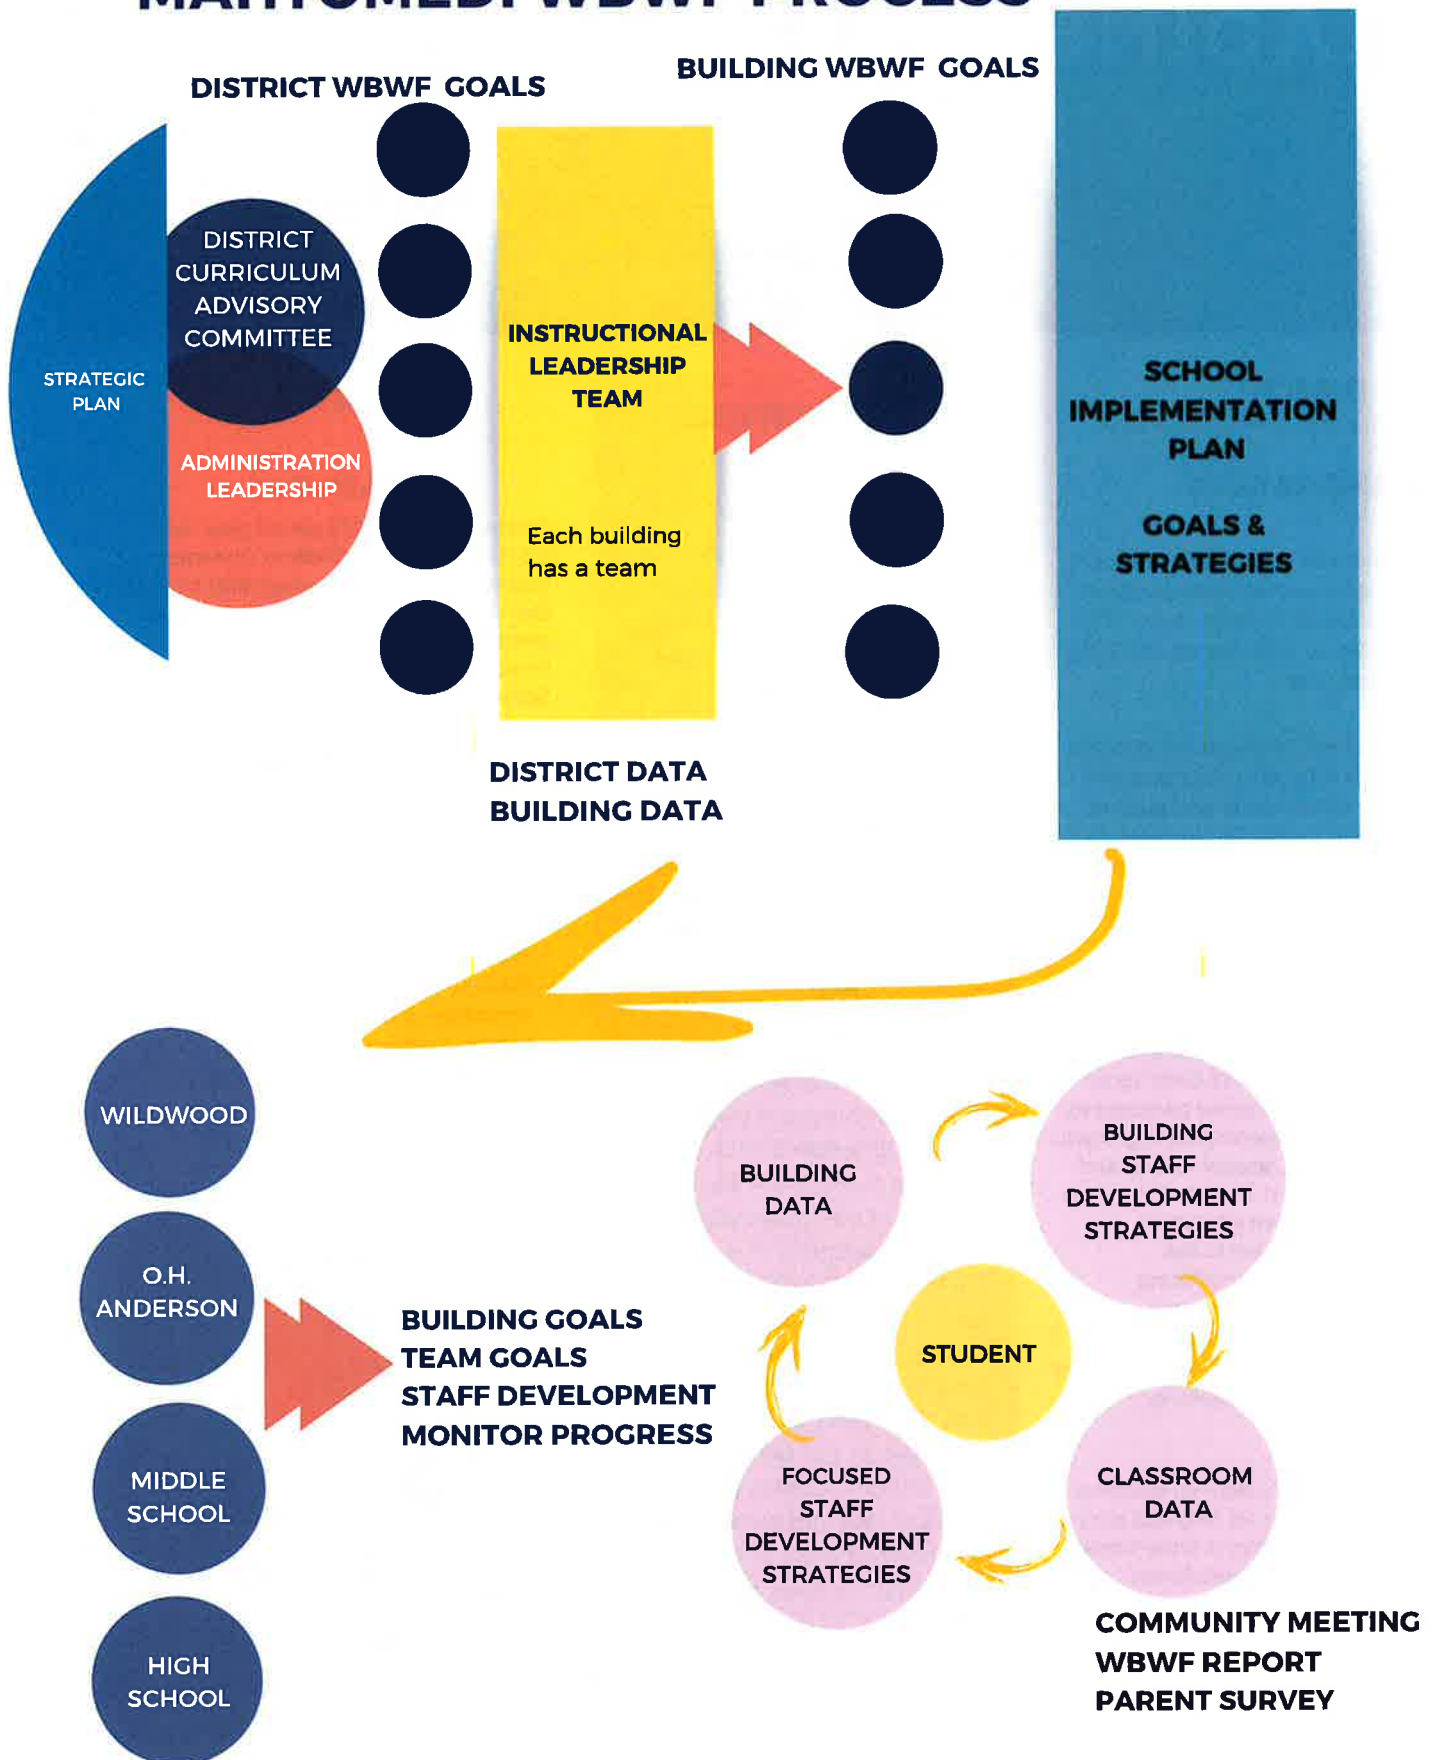 MAHTOMEDI WBWF PROCESS
DISTRICT WBWF GOALS
BUILDING WBWF GOALS
DISTRICT
CURRICULUM
ADVISORY
COMMITTEE
STRATEGIC
PLAN
ADMINISTRATION
LEADERSHIP
INSTRUCTIONAL
LEADERSHIP
TEAM
Each building
has a team
SCHOOL
IMPLEMENTATION
PLAN
GOALS &
STRATEGIES
DISTRICT DATA
BUILDING DATA
WILDWOOD
O.H.
ANDERSON
MIDDLE
SCHOOL
HIGH
SCHOOL
BUILDING GOALS
TEAM GOALS
STAFF DEVELOPMENT
MONITOR PROGRESS
BUILDING
DATA
BUILDING
STAFF
DEVELOPMENT
STRATEGIES
STUDENT
FOCUSED
STAFF
DEVELOPMENT
STRATEGIES
CLASSROOM
DATA
COMMUNITY MEETING
WBWF REPORT
PARENT SURVEY